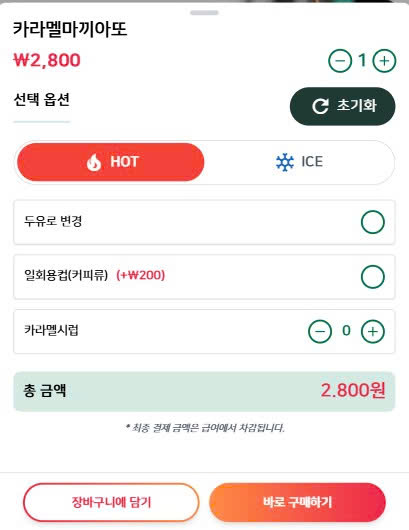 카라멜마끼아또
₩2,800
1
선택 옵션
초기화
HOT
ICE
두유로 변경
일회용컵(커피류) (+₩200)
카라멜시럽
0
총 금액
2.800원
* 최종 결제 금액은 급여에서 차감됩니다.
장바구니에 담기
바로 구매하기